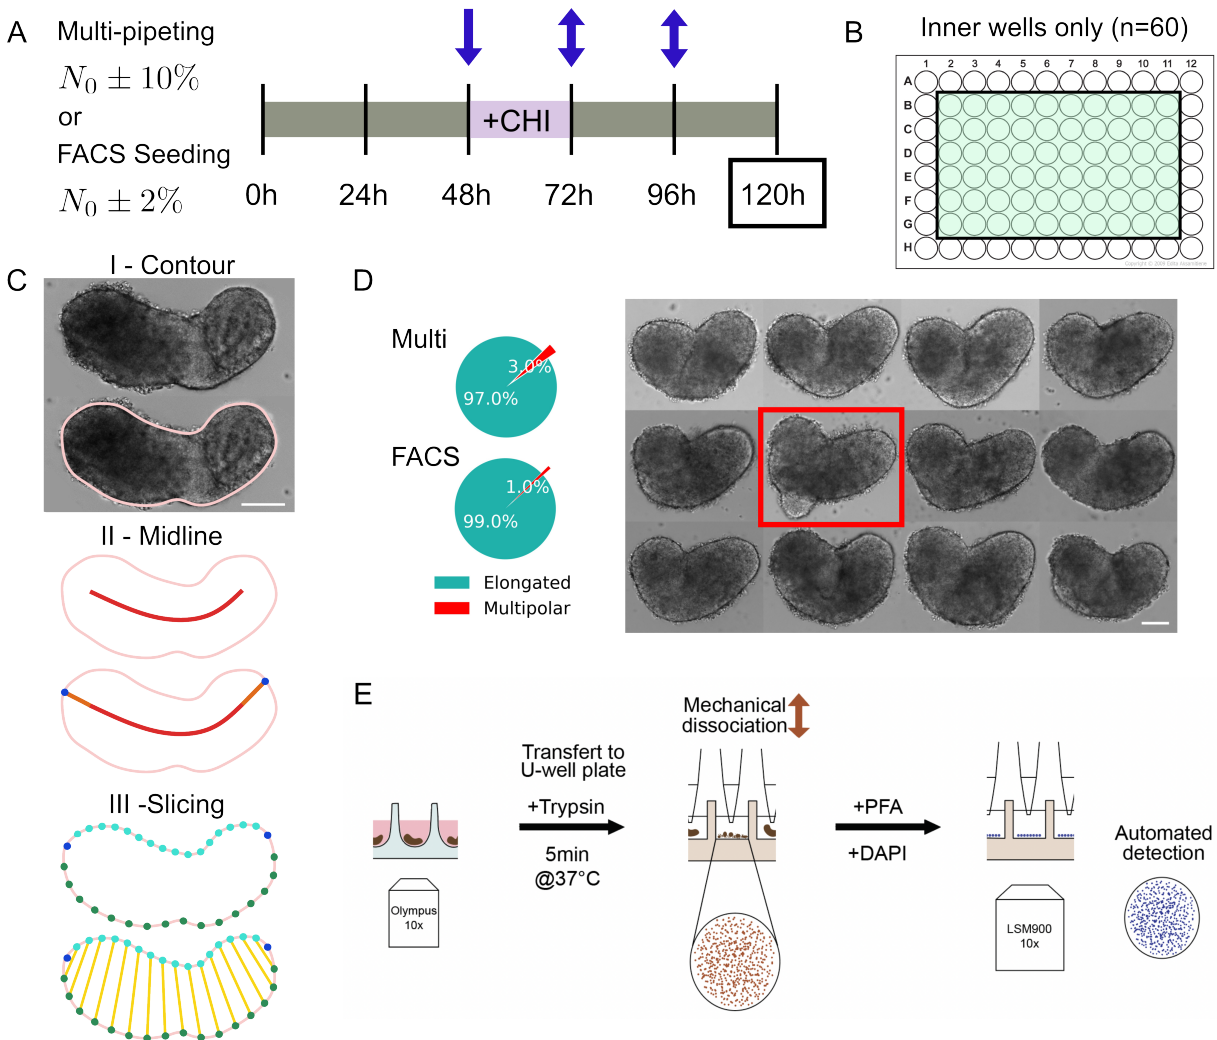 A
Multi-pipeting
N₀ ± 10%
or
FACS Seeding
N₀ ± 2%
+CHI
0h 24h 48h 72h 96h 120h
B
Inner wells only (n=60)
1 2 3 4 5 6 7 8 9 10 11 12
A
B
C
D
E
F
G
H
C
I - Contour
II - Midline
III -Slicing
D
Multi
3.0%
97.0%
FACS
1.0%
99.0%
Elongated
Multipolar
E
Transfert to
U-well plate
+Trypsin
5min
@37°C
Olympus
10x
Mechanical
dissociation
+PFA
+DAPI
LSM900
10x
Automated
detection